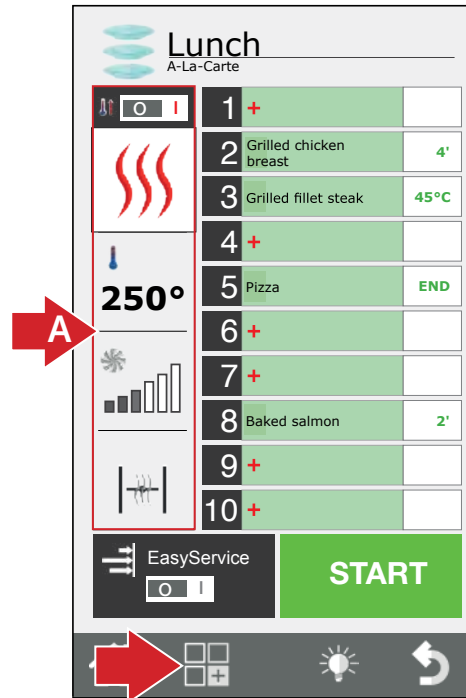 Lunch
A-La-Carte
O I
1 +
2 Grilled chicken
breast 4'
3 Grilled fillet steak 45°C
4 +
250°
5 Pizza END
A
6 +
7 +
8 Baked salmon 2'
9 +
10 +
EasyService
O I
START